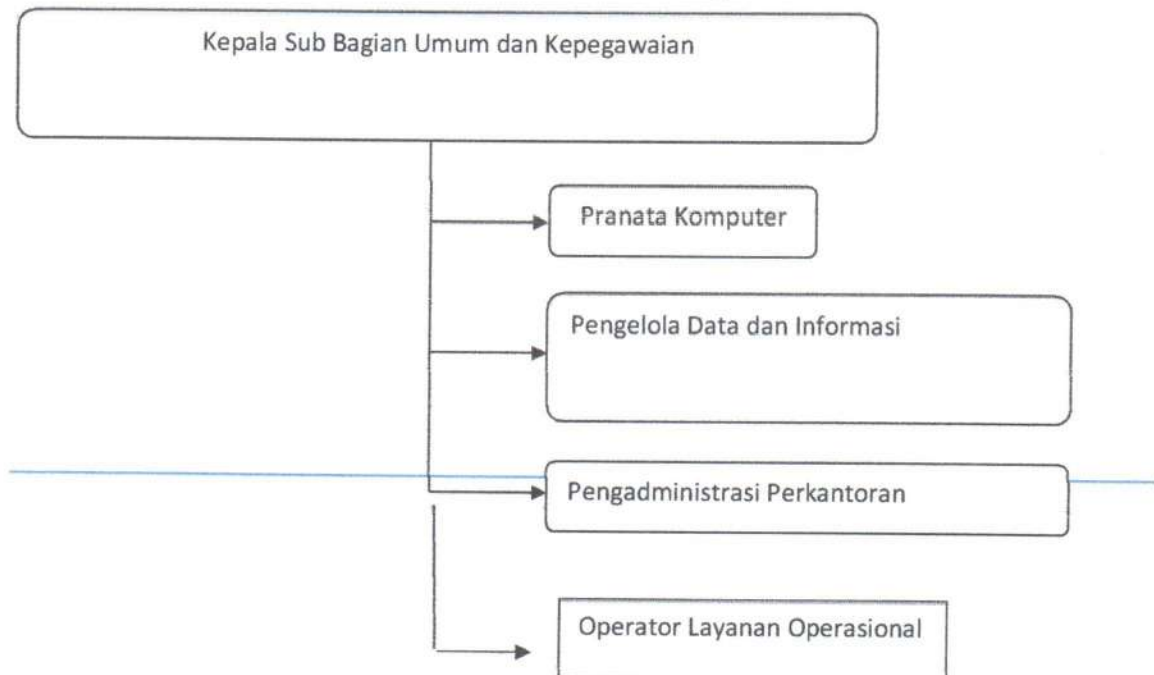 Kepala Sub Bagian Umum dan Kepegawaian
Pranata Komputer
Pengelola Data dan Informasi
Pengadministrasi Perkantoran
Operator Layanan Operasional